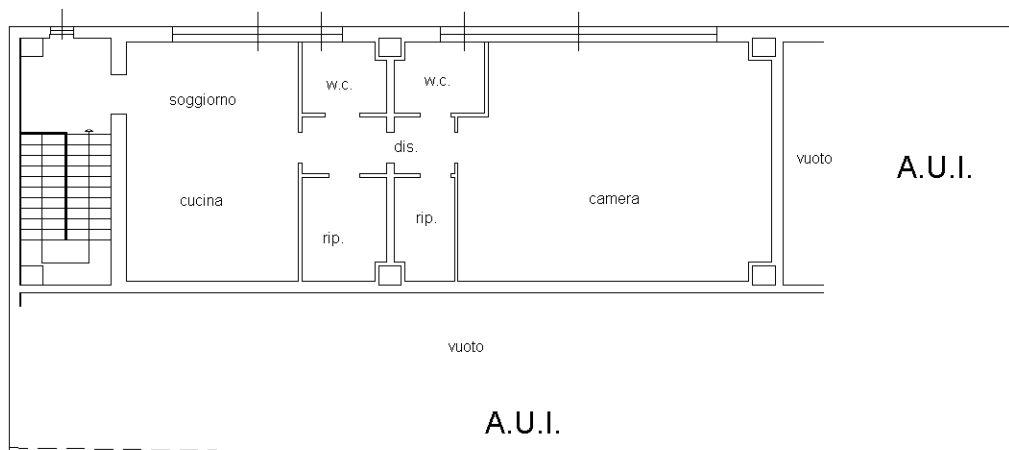 soggiorno
w.c.
w.c.
dis.
vuoto
A.U.I.
cucina
camera
rip.
rip.
vuoto
A.U.I.